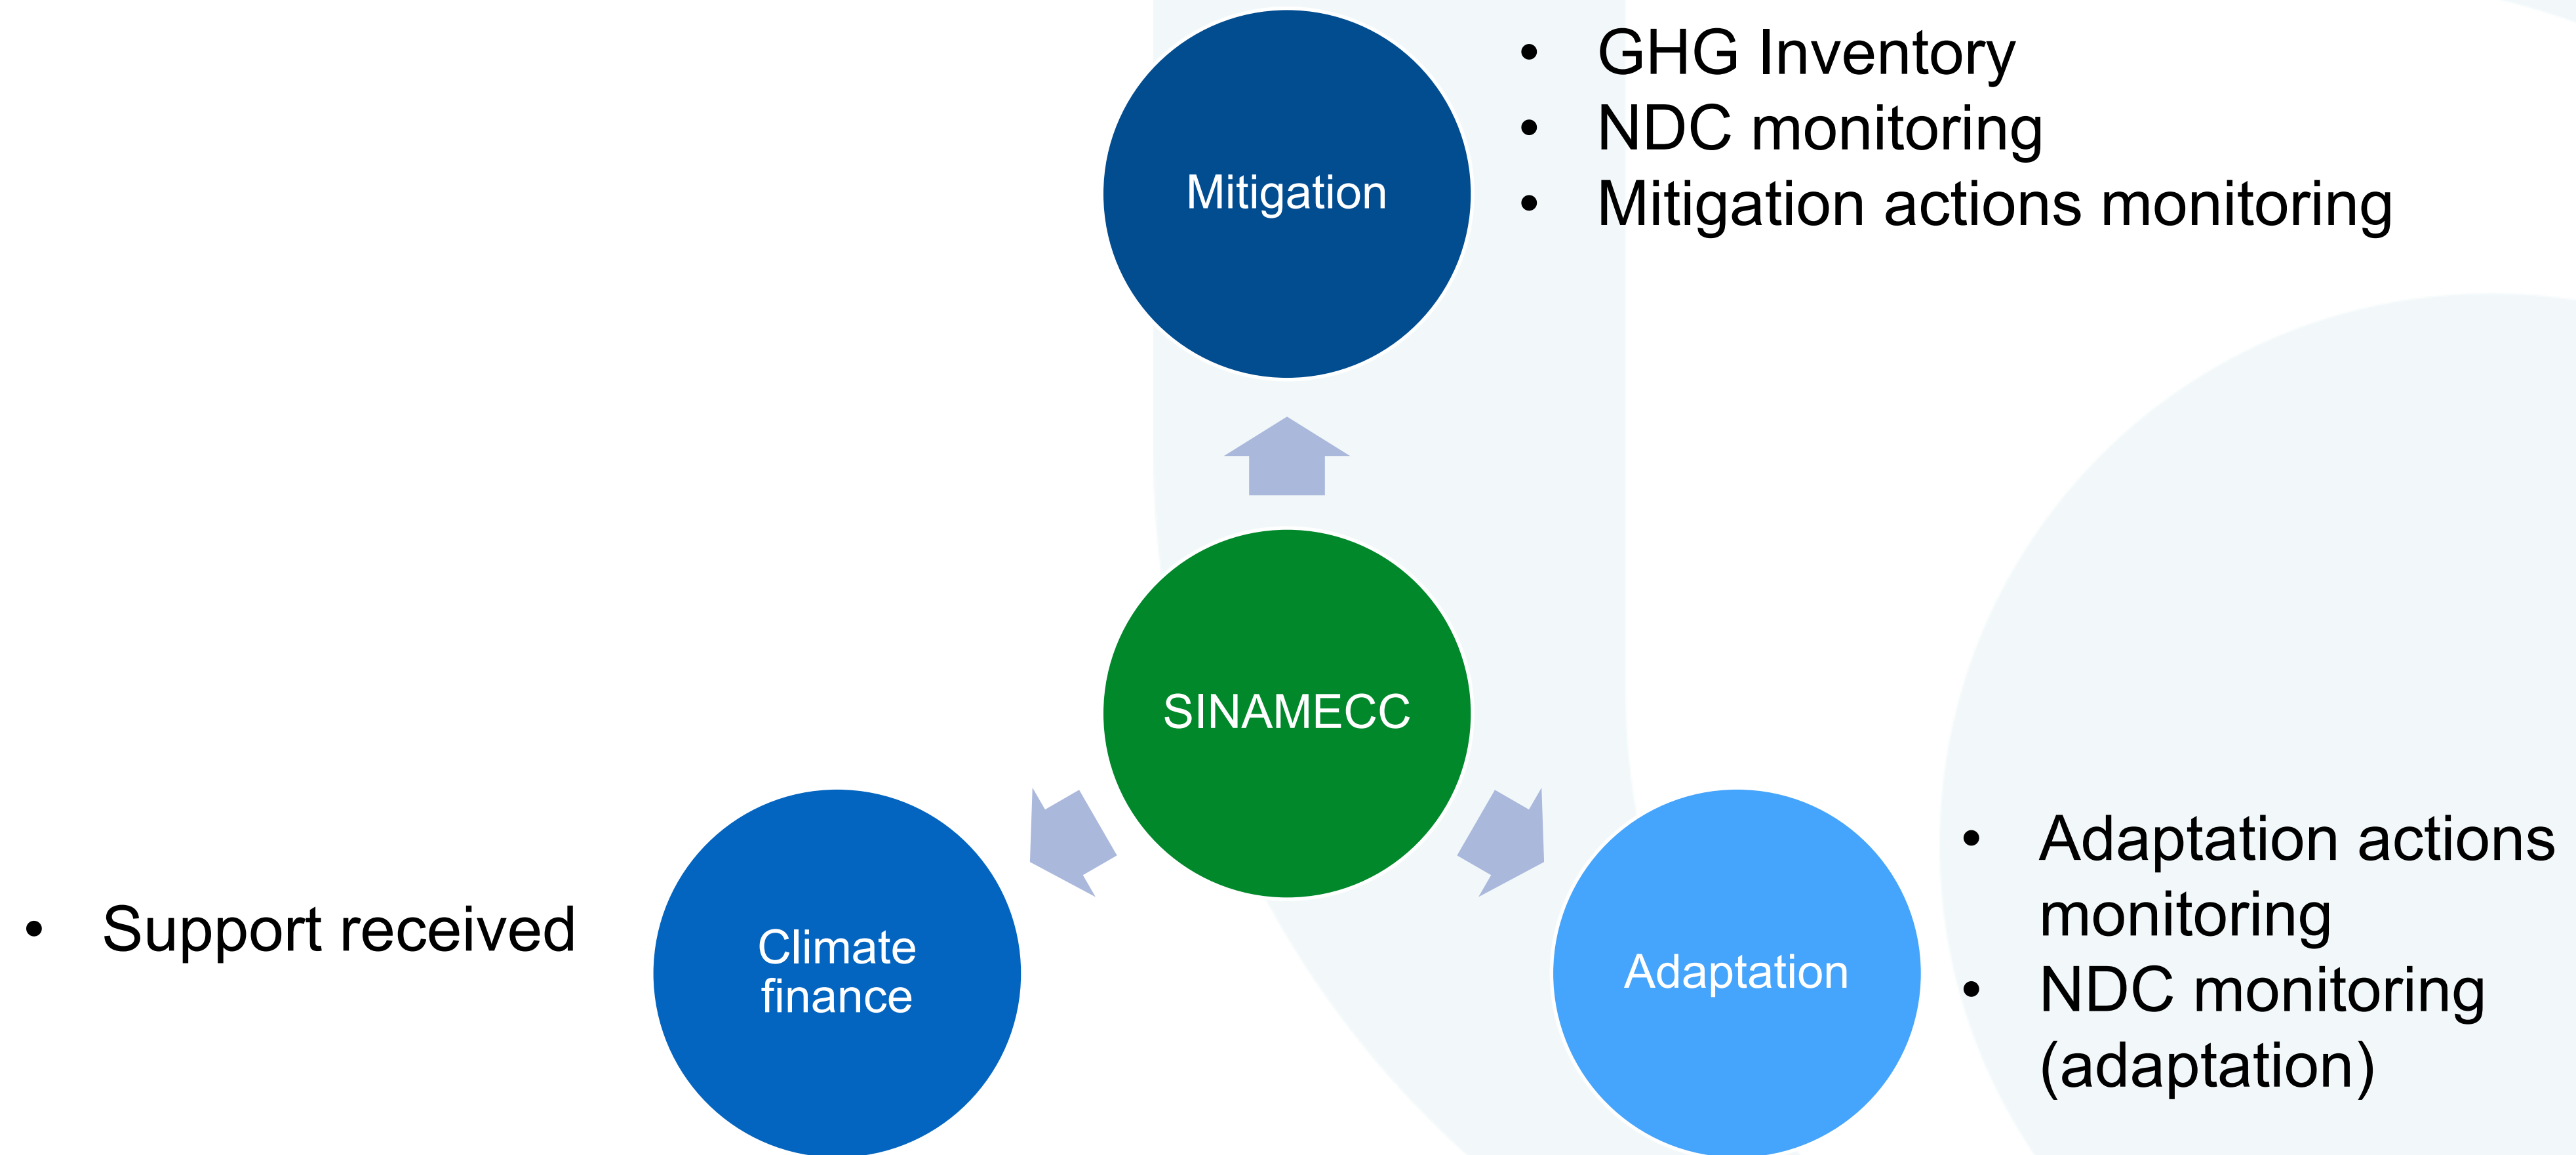 Mitigation
• GHG Inventory
• NDC monitoring
• Mitigation actions monitoring
SINAMECC
• Support received
Climate
finance
Adaptation
• Adaptation actions
monitoring
• NDC monitoring
(adaptation)